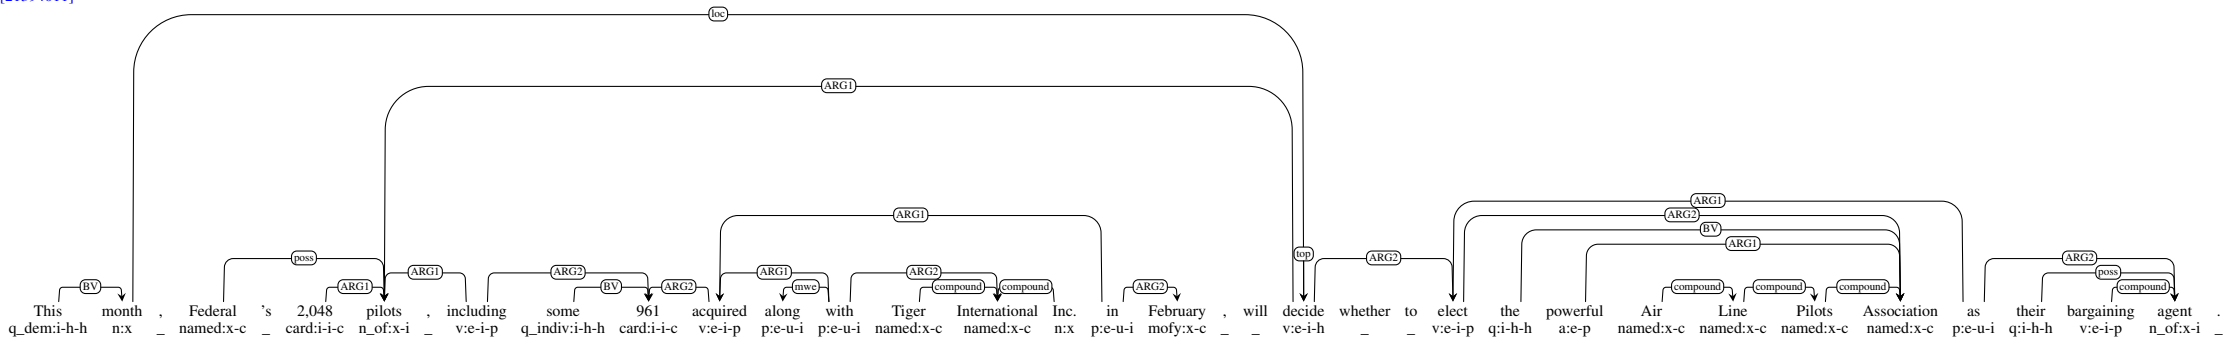 loc
ARG1
ARG1
ARG1
ARG2
BV
ARG1
poss
top
ARG2
ARG2
ARG1
ARG2
ARG1
ARG2
poss
BV
ARG1
BV
ARG2
mwe
compound
compound
ARG2
compound
compound
compound
compound
This month , Federal 's 2,048 pilots , including some 961 acquired along with Tiger International Inc. in February , will decide whether to elect the powerful Air Line Pilots Association as their bargaining agent .
q_dem:i-h-h n:x _ named:x-c _ card:i-i-c n_of:x-i _ v:e-i-p q_indiv:i-h-h card:i-i-c v:e-i-p p:e-u-i p:e-u-i named:x-c named:x-c n:x p:e-u-i mofy:x-c _ _ v:e-i-h _ _ v:e-i-p q:i-h-h a:e-p named:x-c named:x-c named:x-c named:x-c p:e-u-i q:i-h-h v:e-i-p n_of:x-i _